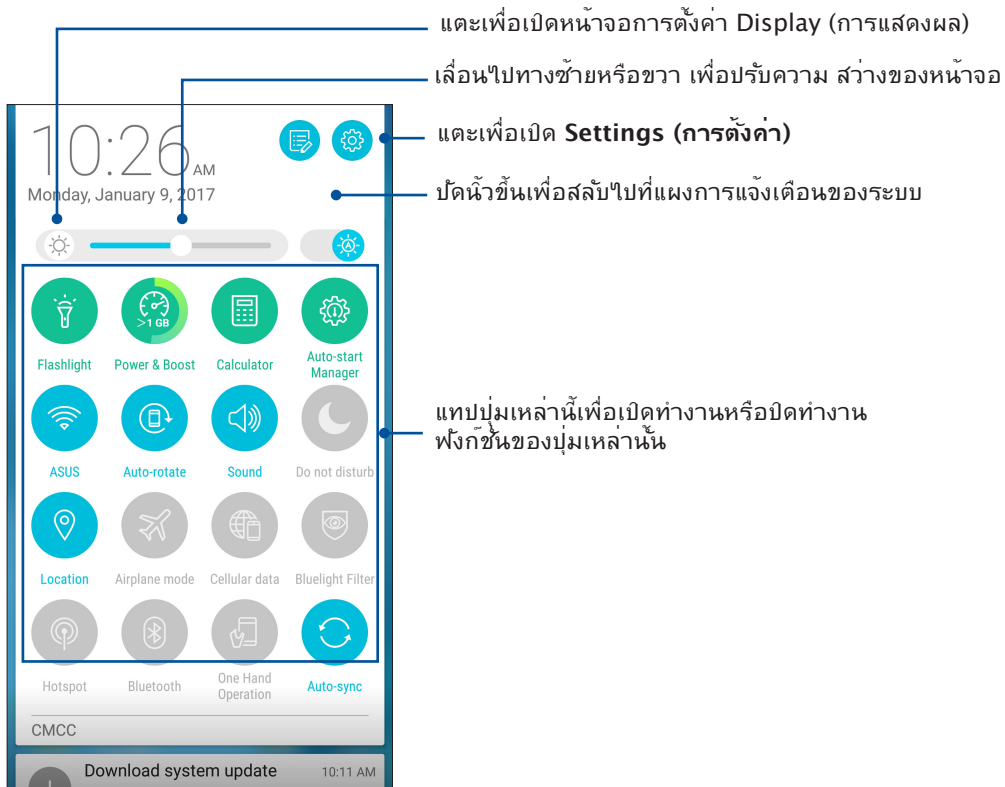 แตะเพื่อเปิดหน้าจอการตั้งค่า Display (การแสดงผล)
เลื่อนไปทางซ้ายหรือขวา เพื่อปรับความ สว่างของหน้าจอ
แตะเพื่อเปิด Settings (การตั้งค่า)
ปัดนิ้วขึ้นเพื่อสลับไปที่แผงการแจ้งเตือนของระบบ
10:26 AM
Monday, January 9, 2017
A
>1 GB
Flashlight
Power & Boost
Calculator
Auto-start
Manager
แทปปุ่มเหล่านี้เพื่อเปิดทำงานหรือปิดทำงาน
ฟังก์ชั่นของปุ่มเหล่านั้น
ASUS
Auto-rotate
Sound
Do not disturb
Location
Airplane mode
Cellular data
Bluelight Filter
Hotspot
Bluetooth
One Hand
Operation
Auto-sync
CMCC
Download system update 10:11 AM